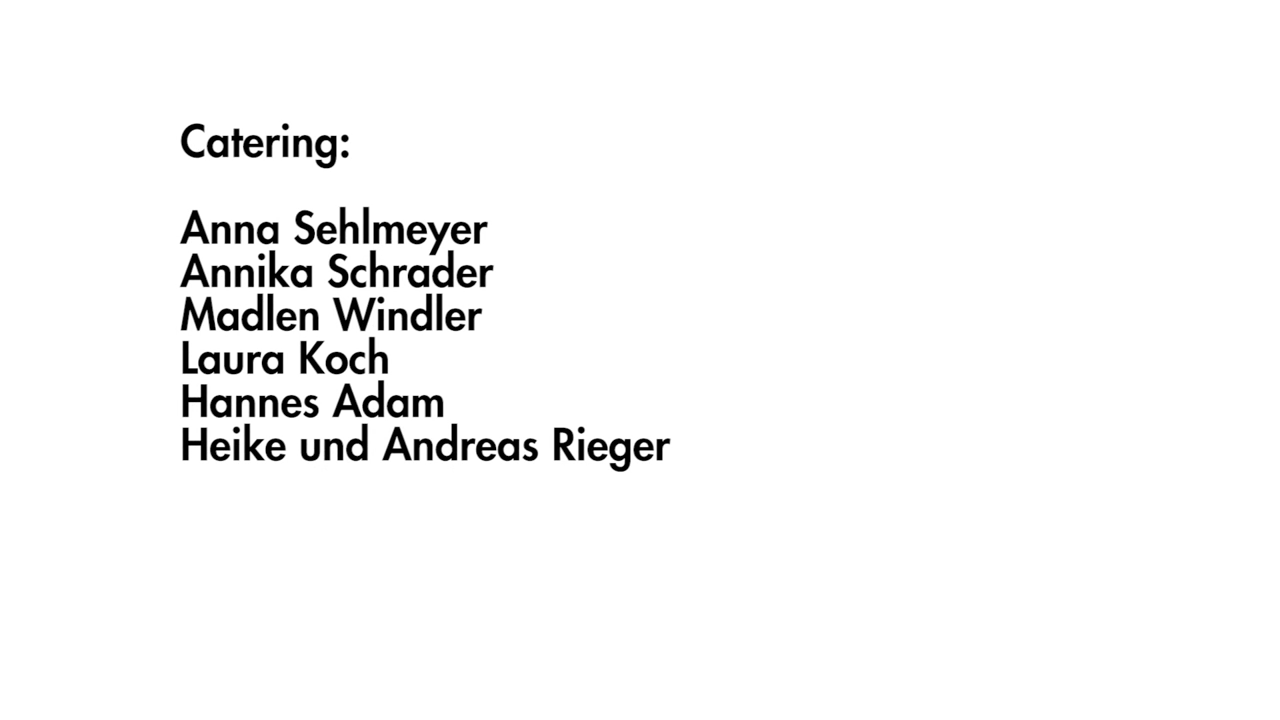 Catering:
Anna Sehlmeyer
Annika Schrader
Madlen Windler
Laura Koch
Hannes Adam
Heike und Andreas Rieger